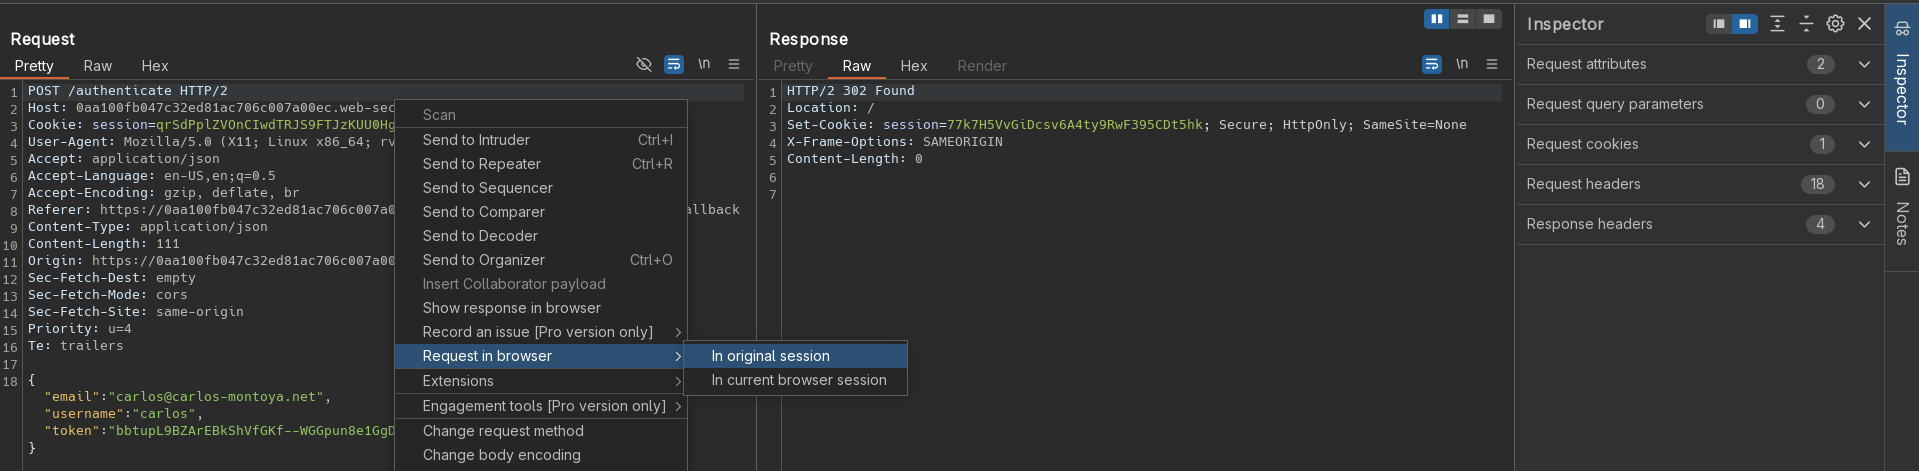 Request
Pretty Raw Hex
\n
1 POST /authenticate HTTP/2
2 Host: 0aa100fb047c32ed81ac706c007a00ec.web-sec
3 Cookie: session=qrSdPplZVOnCIwdTRJS9FTJzKUU0Hg
4 User-Agent: Mozilla/5.0 (X11; Linux x86_64; rv
5 Accept: application/json
6 Accept-Language: en-US,en;q=0.5
7 Accept-Encoding: gzip, deflate, br
8 Referer: https://0aa100fb047c32ed81ac706c007a0 allback
9 Content-Type: application/json
10 Content-Length: 111
11 Origin: https://0aa100fb047c32ed81ac706c007a00
12 Sec-Fetch-Dest: empty
13 Sec-Fetch-Mode: cors
14 Sec-Fetch-Site: same-origin
15 Priority: u=4
16 Te: trailers
17
18 {
"email":"carlos@carlos-montoya.net",
"username":"carlos",
"token":"bbtupL9BZArEBkShVfGKf--WGGpun8e1GgD
}
Scan
Send to Intruder Ctrl+I
Send to Repeater Ctrl+R
Send to Sequencer
Send to Comparer
Send to Decoder
Send to Organizer Ctrl+O
Insert Collaborator payload
Show response in browser
Record an issue [Pro version only]
Request in browser
Extensions
Engagement tools [Pro version only]
Change request method
Change body encoding
In original session
In current browser session
Response
Pretty Raw Hex Render
\n
1 HTTP/2 302 Found
2 Location: /
3 Set-Cookie: session=77k7H5VvGiDcsv6A4ty9RwF395CDt5hk; Secure; HttpOnly; SameSite=None
4 X-Frame-Options: SAMEORIGIN
5 Content-Length: 0
6
7
Inspector
Request attributes 2
Request query parameters 0
Request cookies 1
Request headers 18
Response headers 4
Inspector
Notes